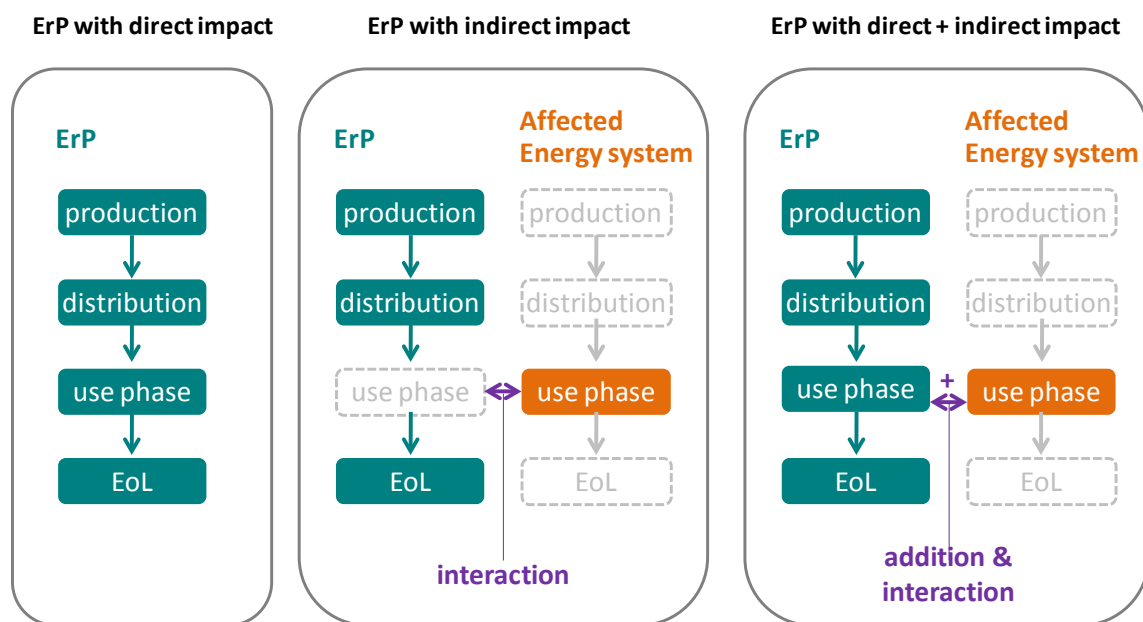 ErP with direct impact
ErP
production
distribution
use phase
EoL
ErP with indirect impact
ErP
production
distribution
use phase
EoL
Affected
Energy system
production
distribution
use phase
EoL
interaction
ErP with direct + indirect impact
ErP
production
distribution
use phase
EoL
Affected
Energy system
production
distribution
+
use phase
EoL
addition &
interaction